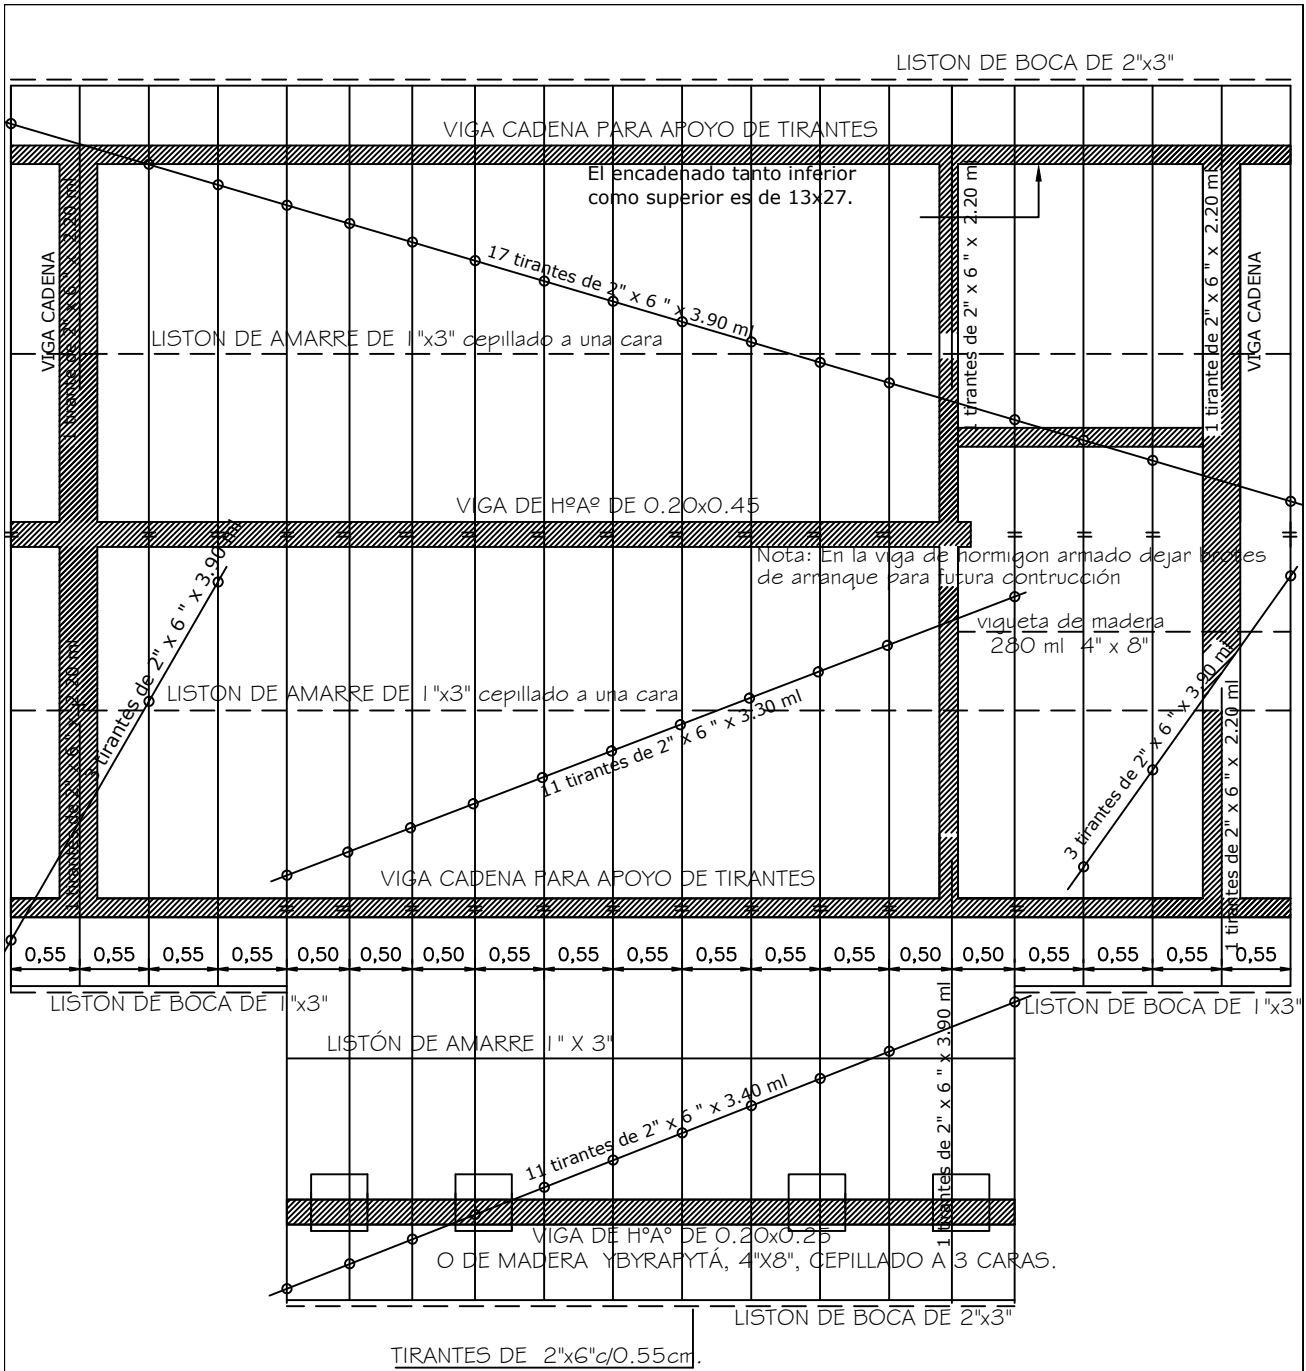 LISTON DE BOCA DE 2"x3"
VIGA CADENA PARA APOYO DE TIRANTES
El encadenado tanto inferior
como superior es de 13x27.
1 tirante de 2" x 6 " x 2.20 ml
VIGA CADENA
17 tirantes de 2" x 6 " x 3.90 ml
1 tirantes de 2" x 6 " x 2.20 ml
1 tirante de 2" x 6 " x 2.20 ml
VIGA CADENA
LISTON DE AMARRE DE 1"x3" cepillado a una cara
VIGA DE HºAº DE 0.20x0.45
Nota: En la viga de hormigon armado dejar brotes
de arranque para futura contrucción
vigueta de madera
280 ml 4" x 8"
3 tirantes de 2" x 6 " x 3.90 ml
1 tirantes de 2" x 6 " x 2.20 ml
LISTON DE AMARRE DE 1"x3" cepillado a una cara
11 tirantes de 2" x 6 " x 3.30 ml
3 tirantes de 2" x 6 " x 3.90 ml
1 tirantes de 2" x 6 " x 2.20 ml
VIGA CADENA PARA APOYO DE TIRANTES
0,55 0,55 0,55 0,55 0,50 0,50 0,50 0,55 0,55 0,55 0,55 0,55 0,50 0,50 0,55 0,55 0,55 0,55
LISTON DE BOCA DE 1"x3"
LISTON DE BOCA DE 1"x3"
LISTÓN DE AMARRE 1" X 3"
1 tirantes de 2" x 6 " x 3.90 ml
11 tirantes de 2" x 6 " x 3.40 ml
VIGA DE H°A° DE 0.20x0.25
O DE MADERA YBYRAPYTÁ, 4"X8", CEPILLADO A 3 CARAS.
LISTON DE BOCA DE 2"x3"
TIRANTES DE 2"x6"c/0.55cm.